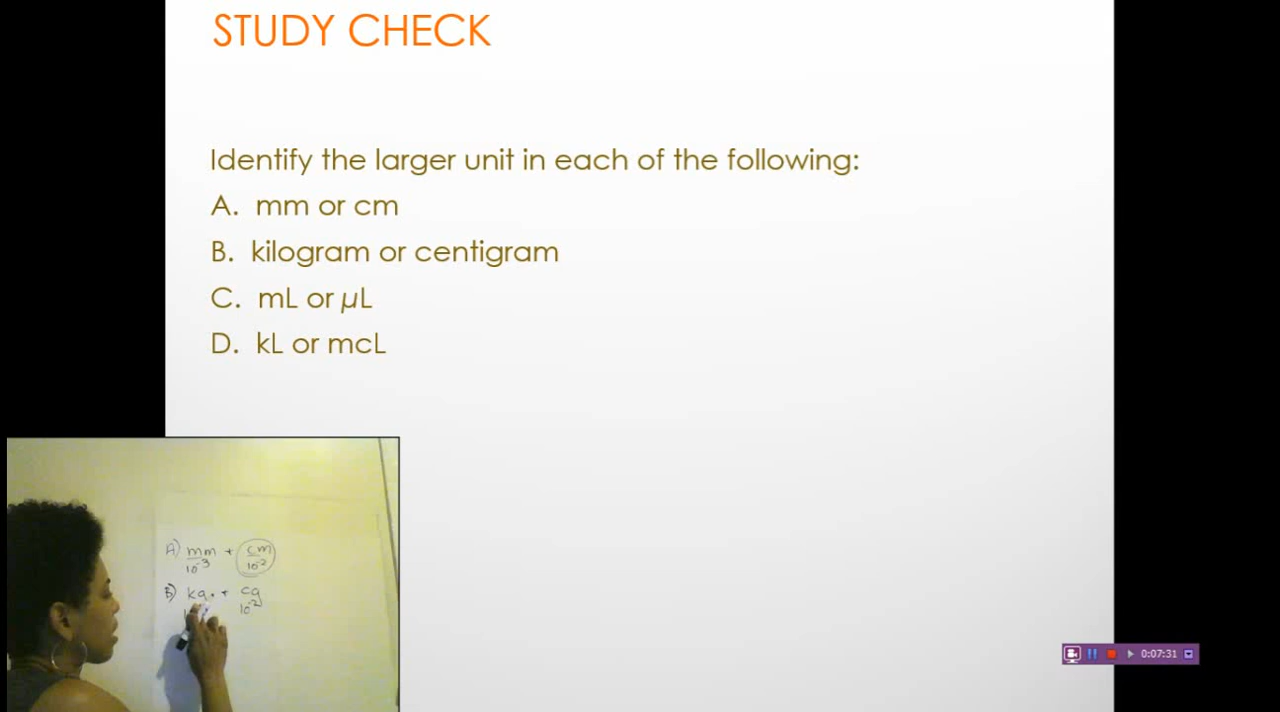 STUDY CHECK
Identify the larger unit in each of the following:
A. mm or cm
B. kilogram or centigram
C. mL or µL
D. kL or mcL
A) mm + cm
10⁻³ 10⁻²
B) kg + cg
10⁻²
0:07:31